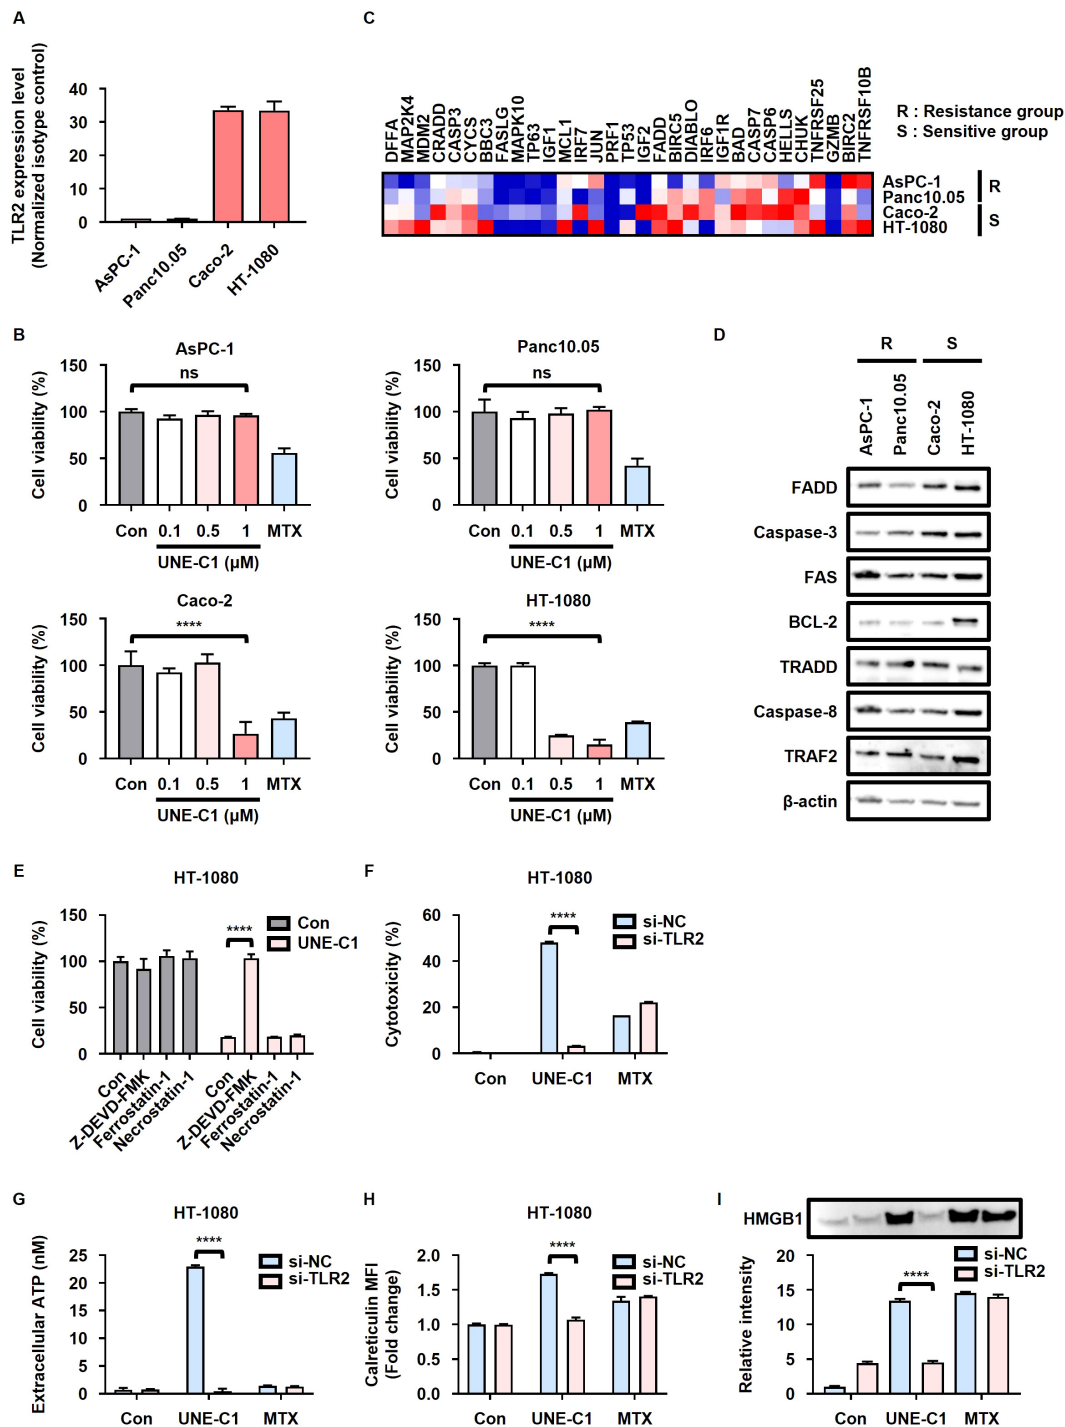 A
TLR2 expression level
(Normalized isotype control)
40
30
20
10
0
AsPC-1
Panc10.05
Caco-2
HT-1080
C
DFFA
MAP2K4
MDM2
CRADD
CASP3
CYCS
BBC3
FASLG
MAPK10
TP63
IGF1
MCL1
IRF7
JUN
PRF1
TP53
IGF2
FADD
BIRC5
DIABLO
IRF6
IGF1R
BAD
CASP7
CASP6
HELLS
CHUK
TNFRSF25
GZMB
BIRC2
TNFRSF10B
R : Resistance group
S : Sensitive group
AsPC-1
Panc10.05
Caco-2
HT-1080
R
S
B
AsPC-1
Cell viability (%)
150
100
50
0
ns
Con 0.1 0.5 1 MTX
UNE-C1 (μM)
Panc10.05
Cell viability (%)
150
100
50
0
ns
Con 0.1 0.5 1 MTX
UNE-C1 (μM)
Caco-2
Cell viability (%)
150
100
50
0
****
Con 0.1 0.5 1 MTX
UNE-C1 (μM)
HT-1080
Cell viability (%)
150
100
50
0
****
Con 0.1 0.5 1 MTX
UNE-C1 (μM)
D
R S
AsPC-1
Panc10.05
Caco-2
HT-1080
FADD
Caspase-3
FAS
BCL-2
TRADD
Caspase-8
TRAF2
β-actin
E
HT-1080
Cell viability (%)
150
100
50
0
****
Con
UNE-C1
Con
Z-DEVD-FMK
Ferrostatin-1
Necrostatin-1
Con
Z-DEVD-FMK
Ferrostatin-1
Necrostatin-1
F
HT-1080
Cytotoxicity (%)
60
40
20
0
****
si-NC
si-TLR2
Con UNE-C1 MTX
G
HT-1080
Extracellular ATP (nM)
25
20
15
10
5
0
****
si-NC
si-TLR2
Con UNE-C1 MTX
H
HT-1080
Calreticulin MFI
(Fold change)
2.0
1.5
1.0
0.5
0.0
****
si-NC
si-TLR2
Con UNE-C1 MTX
I
HMGB1
Relative intensity
20
15
10
5
0
****
si-NC
si-TLR2
Con UNE-C1 MTX